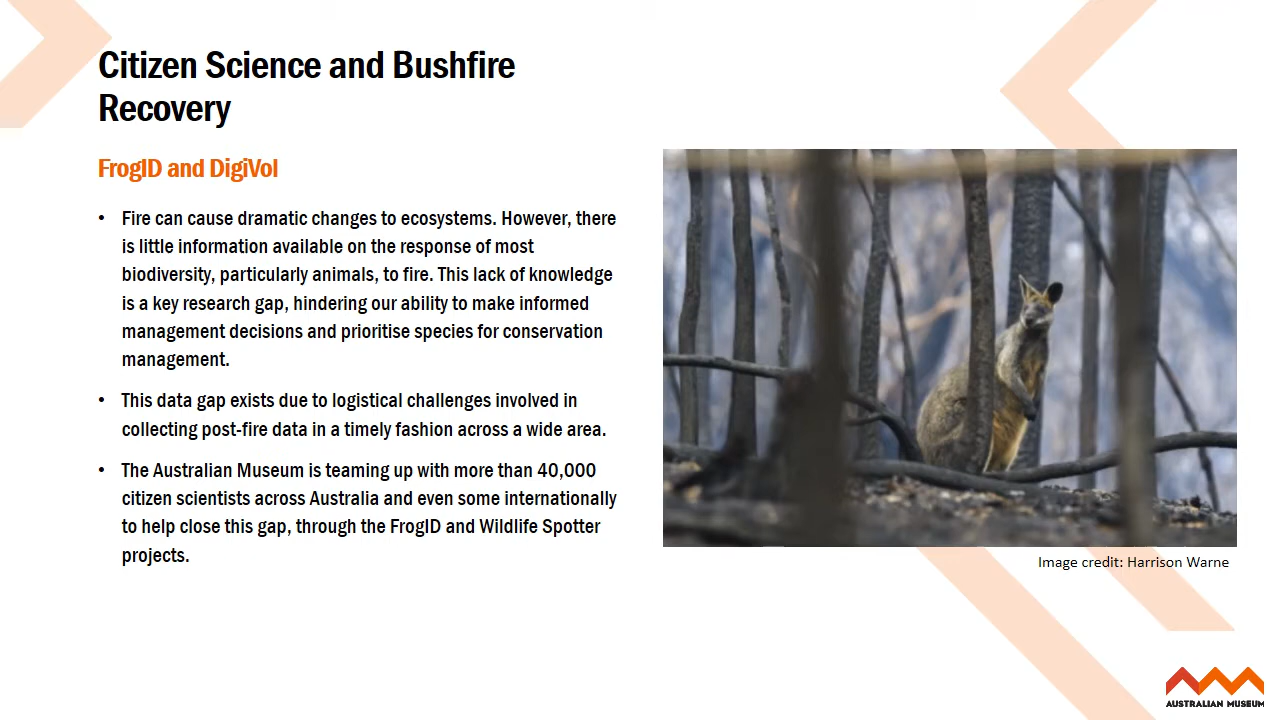 Citizen Science and Bushfire
Recovery
FrogID and DigiVol
• Fire can cause dramatic changes to ecosystems. However, there
is little information available on the response of most
biodiversity, particularly animals, to fire. This lack of knowledge
is a key research gap, hindering our ability to make informed
management decisions and prioritise species for conservation
management.
• This data gap exists due to logistical challenges involved in
collecting post-fire data in a timely fashion across a wide area.
• The Australian Museum is teaming up with more than 40,000
citizen scientists across Australia and even some internationally
to help close this gap, through the FrogID and Wildlife Spotter
projects.
Image credit: Harrison Warne
AUSTRALIAN MUSEUM